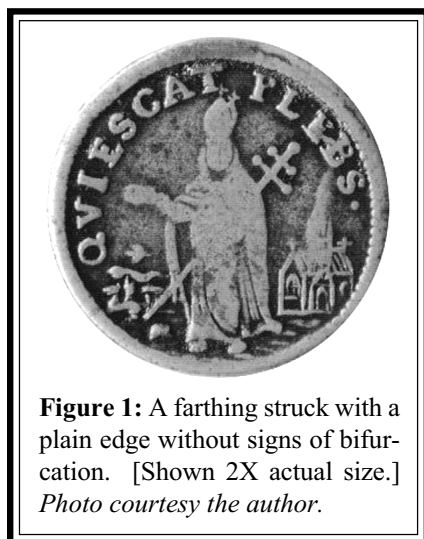 QVIESCAT PLEBS·
Figure 1: A farthing struck with a
plain edge without signs of bifur-
cation. [Shown 2X actual size.]
Photo courtesy the author.